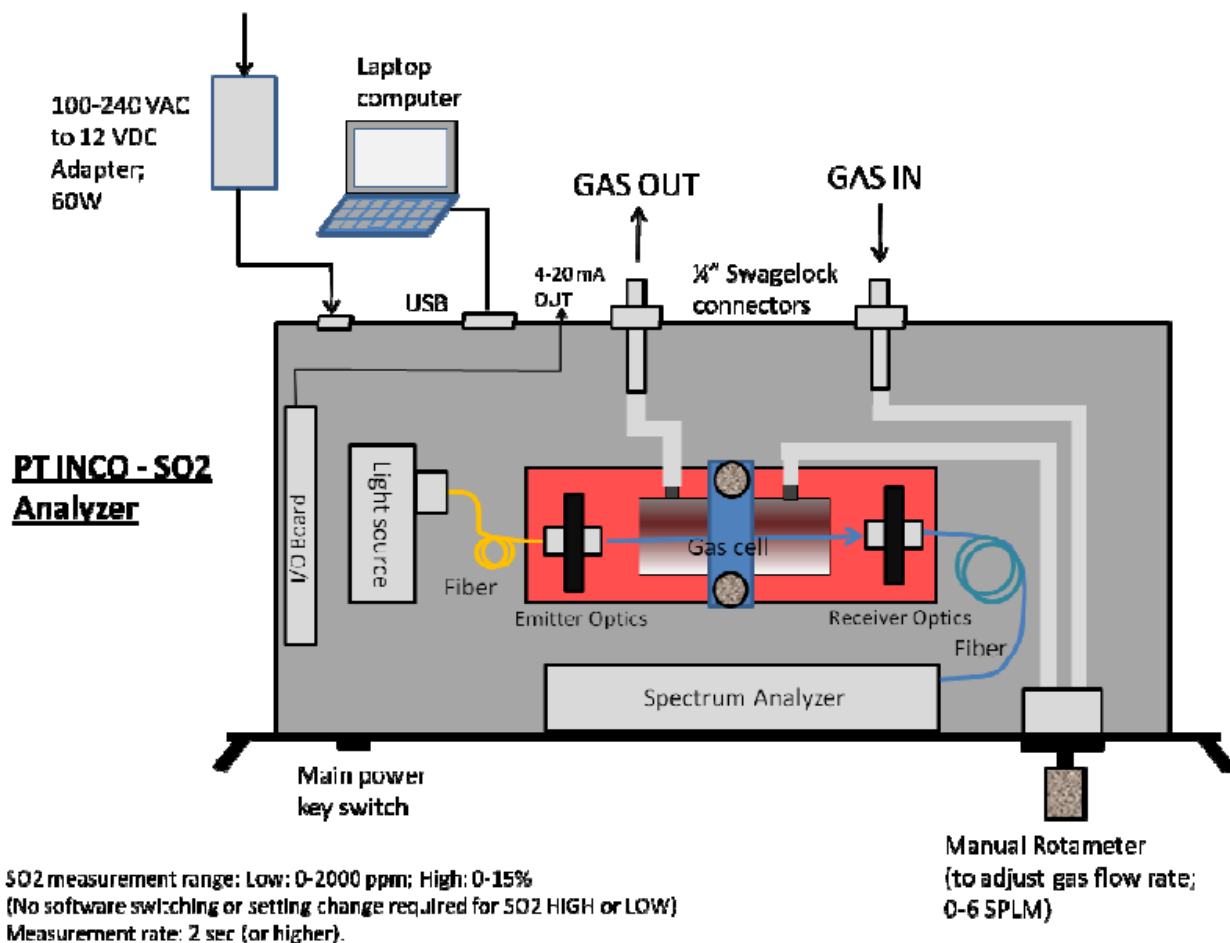 100-240 VAC
to 12 VDC
Adapter;
60W
Laptop
computer
GAS OUT
GAS IN
USB
4-20 mA
OUT
¼" Swagelock
connectors
PT INCO - SO2
Analyzer
I/O Board
Light source
Fiber
Gas cell
Emitter Optics
Receiver Optics
Fiber
Spectrum Analyzer
Main power
key switch
Manual Rotameter
(to adjust gas flow rate;
0-6 SPLM)
SO2 measurement range: Low: 0-2000 ppm; High: 0-15%
(No software switching or setting change required for SO2 HIGH or LOW)
Measurement rate: 2 sec (or higher).